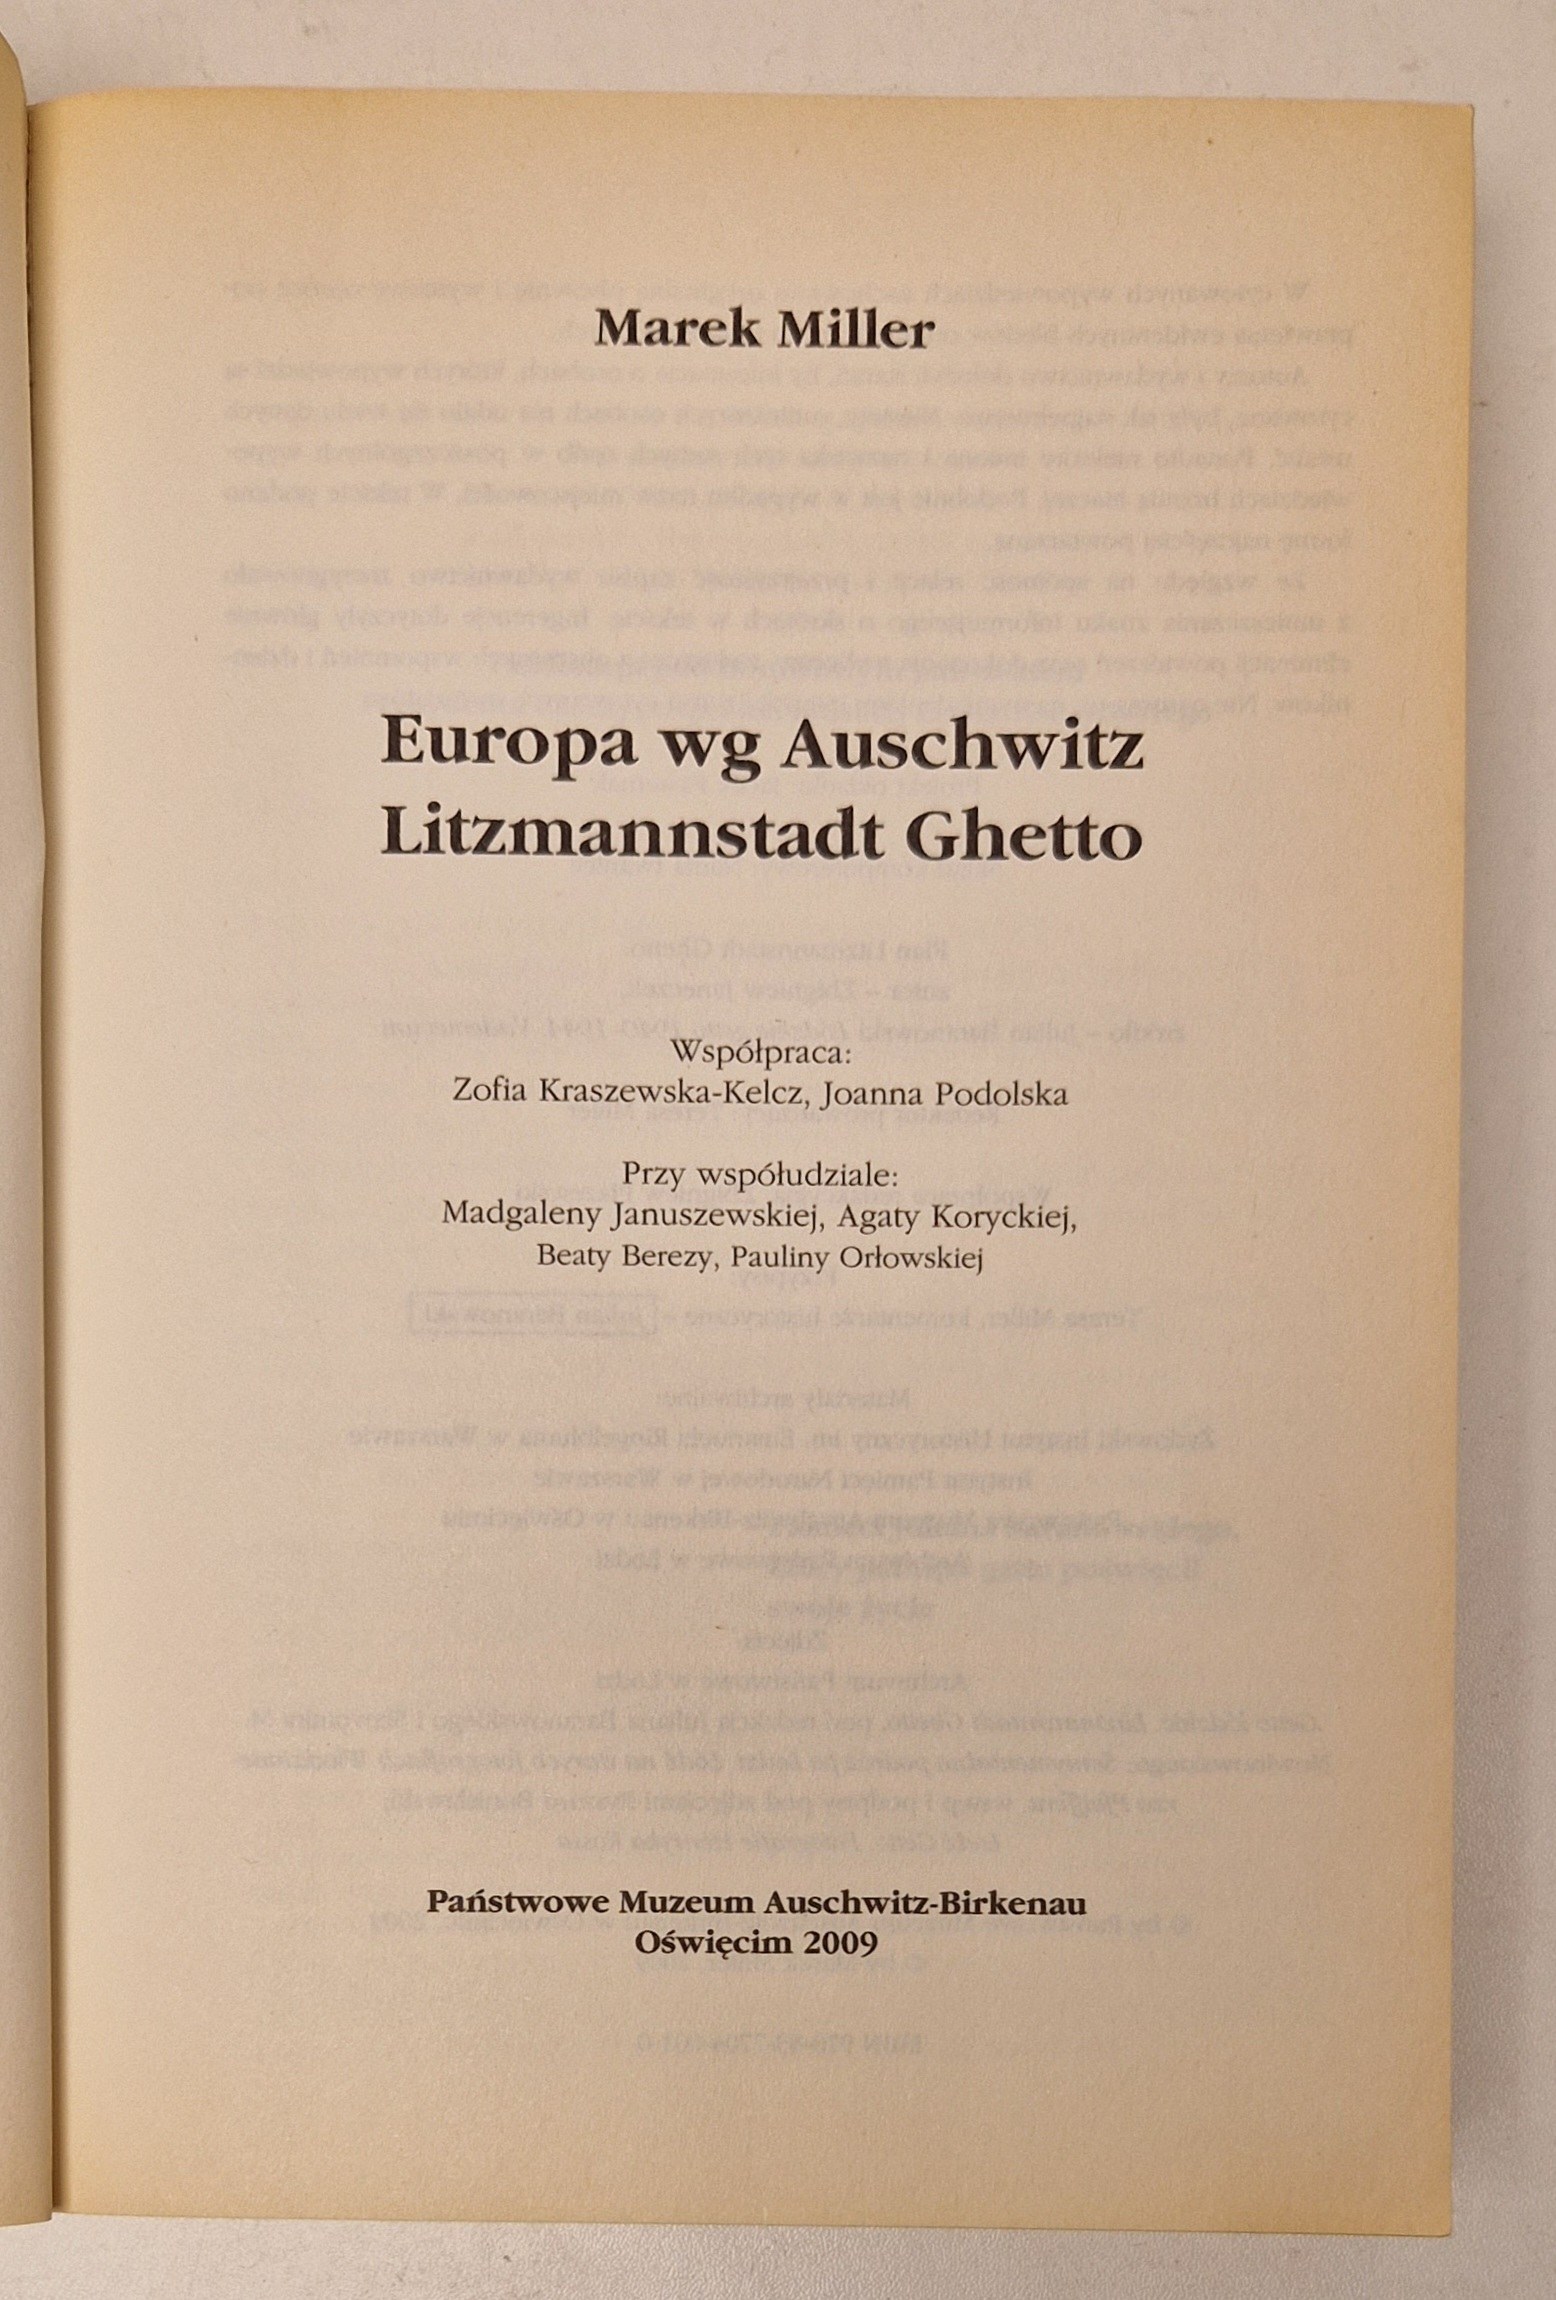 Marek Miller
Europa wg Auschwitz
Litzmannstadt Ghetto
Współpraca:
Zofia Kraszewska-Kelcz, Joanna Podolska
Przy współudziale:
Madgaleny Januszewskiej, Agaty Koryckiej,
Beaty Berezy, Pauliny Orłowskiej
Państwowe Muzeum Auschwitz-Birkenau
Oświęcim 2009